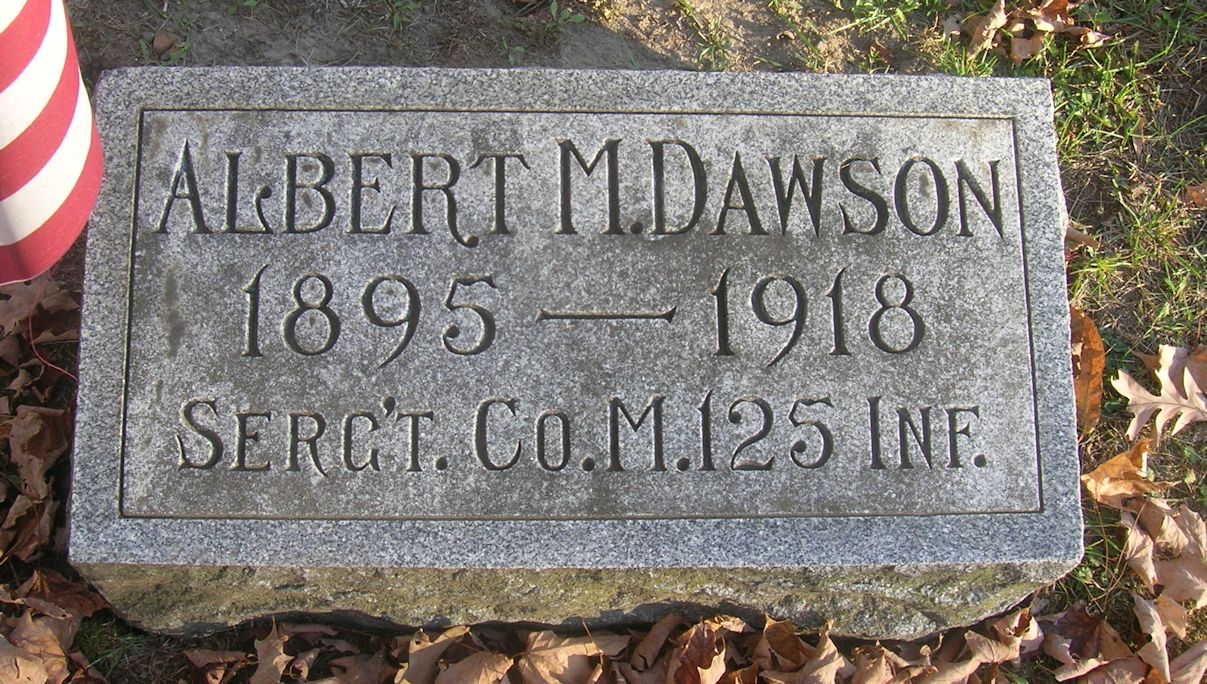 ALBERT M. DAWSON
1895 — 1918
SERG'T. CO. M. 125 INF.